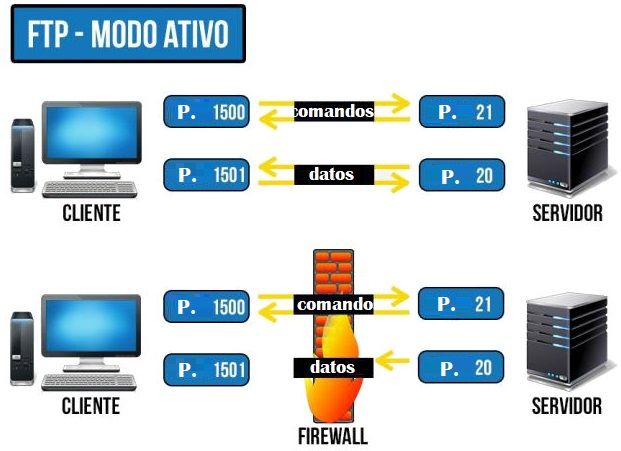 FTP - MODO ATIVO
P. 1500 comandos P. 21
P. 1501 datos P. 20
CLIENTE SERVIDOR
P. 1500 comando P. 21
P. 1501 datos P. 20
CLIENTE SERVIDOR
FIREWALL